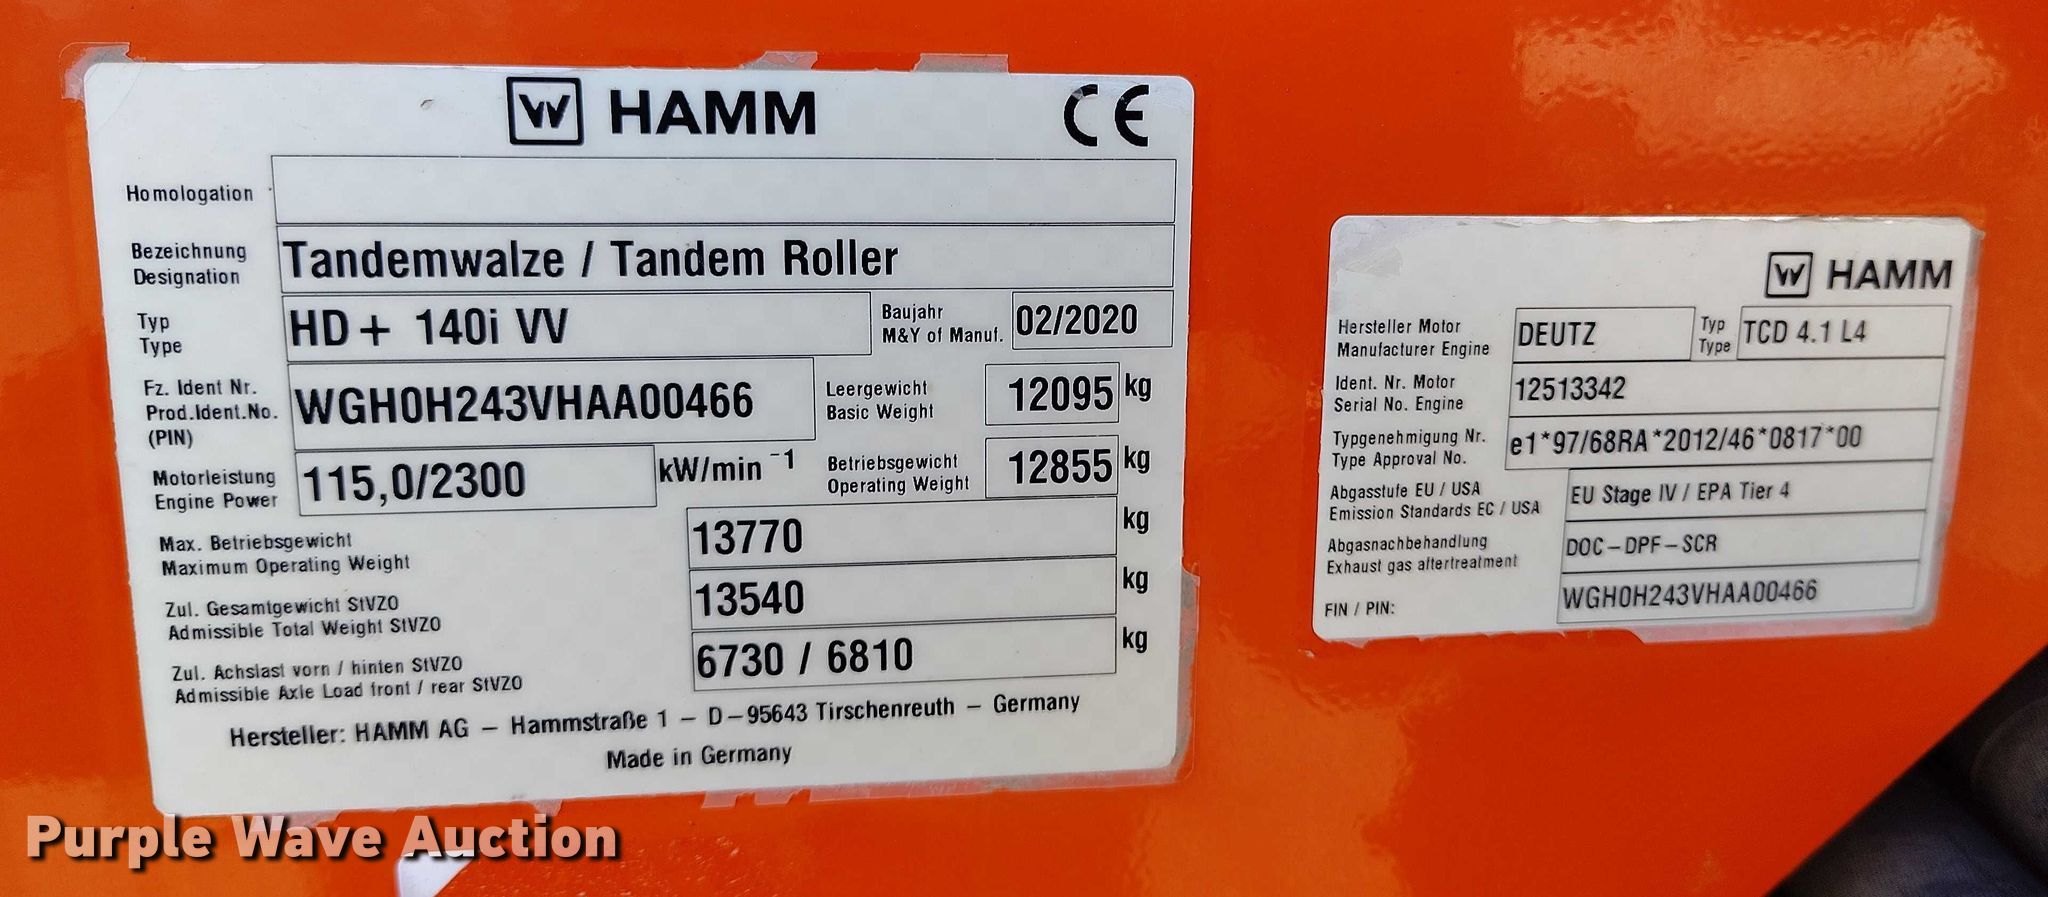 HAMM
CE
Homologation
Bezeichnung
Designation
Tandemwalze / Tandem Roller
Typ
Type
HD+ 140i VV
Baujahr
M&Y of Manuf.
02/2020
Fz. Ident Nr.
Prod.Ident.No.
(PIN)
WGH0H243VHAA00466
Leergewicht
Basic Weight
12095 kg
Motorleistung
Engine Power
115,0/2300 kW/min -1
Betriebsgewicht
Operating Weight
12855 kg
Max. Betriebsgewicht
Maximum Operating Weight
13770 kg
Zul. Gesamtgewicht StVZO
Admissible Total Weight StVZO
13540 kg
Zul. Achslast vorn / hinten StVZO
Admissible Axle Load front / rear StVZO
6730 / 6810 kg
Hersteller: HAMM AG – Hammstraße 1 – D–95643 Tirschenreuth – Germany
Made in Germany
HAMM
Hersteller Motor
Manufacturer Engine
DEUTZ
Typ
Type
TCD 4.1 L4
Ident. Nr. Motor
Serial No. Engine
12513342
Typgenehmigung Nr.
Type Approval No.
e1*97/68RA*2012/46*0817*00
Abgasstufe EU / USA
Emission Standards EC / USA
EU Stage IV / EPA Tier 4
Abgasnachbehandlung
Exhaust gas aftertreatment
DOC–DPF–SCR
FIN / PIN:
WGH0H243VHAA00466
Purple Wave Auction